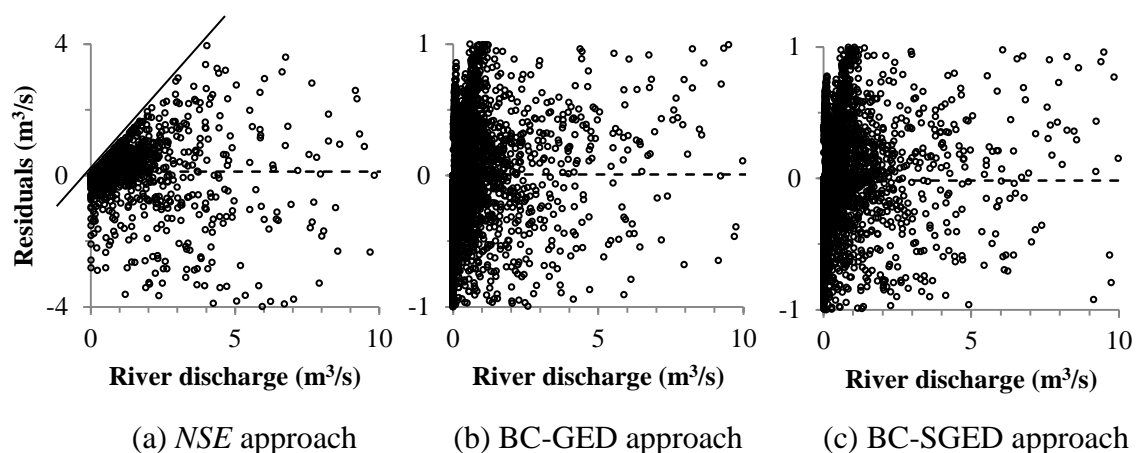 4 1 1
0 0 0
-4 -1 -1
Residuals (m³/s)
0 5 10 0 5 10 0 5 10
River discharge (m³/s) River discharge (m³/s) River discharge (m³/s)
(a) NSE approach (b) BC-GED approach (c) BC-SGED approach